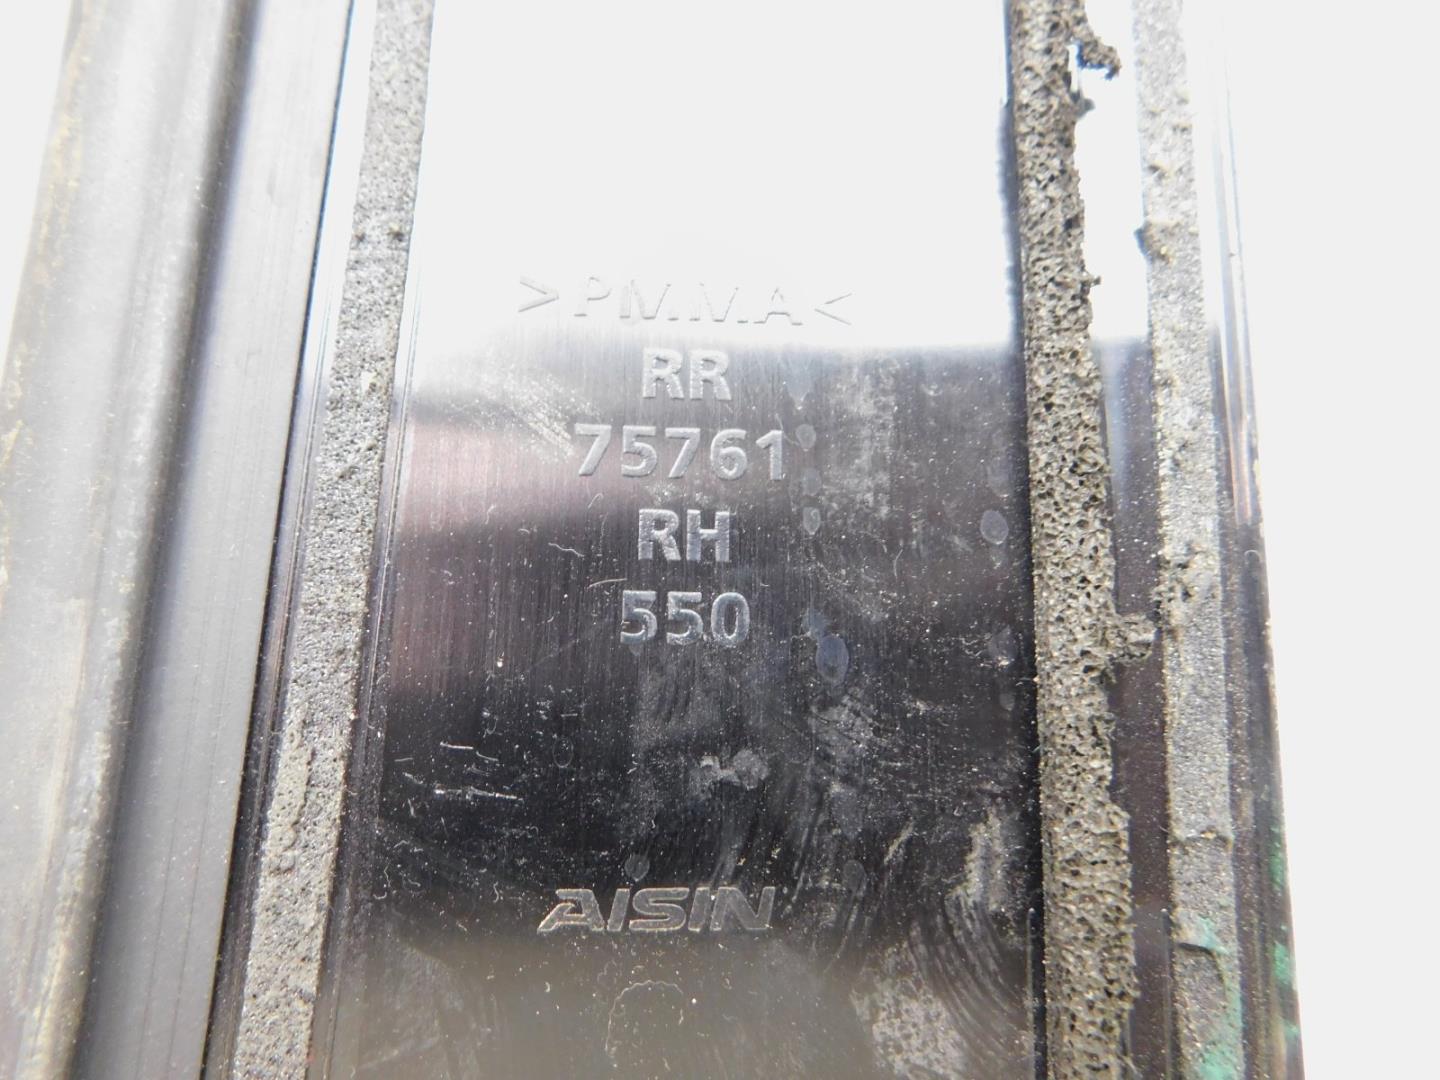 >PMMA<
RR
75761
RH
550
AISIN